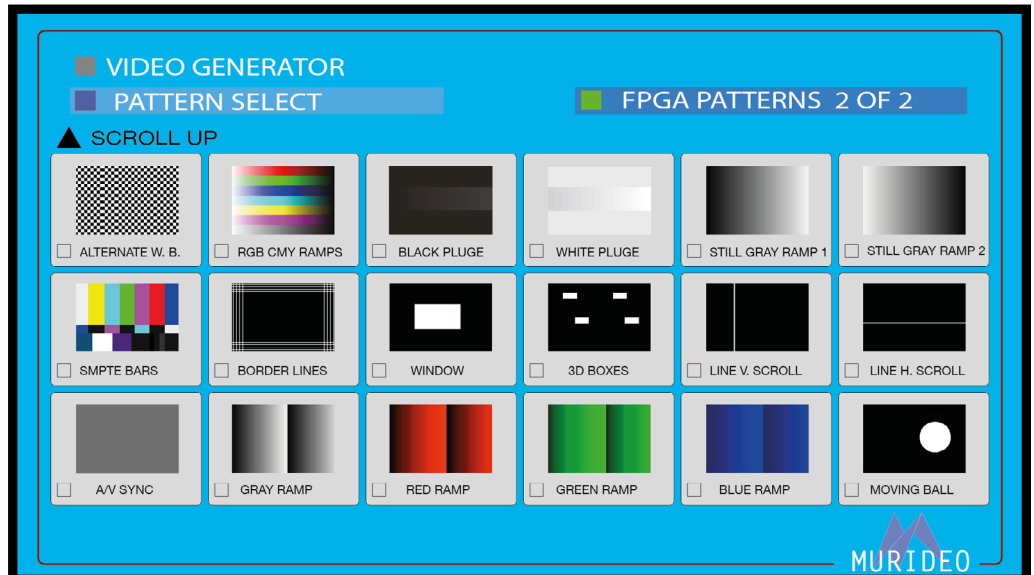 VIDEO GENERATOR
PATTERN SELECT
FPGA PATTERNS 2 OF 2
SCROLL UP
ALTERNATE W. B.
RGB CMY RAMPS
BLACK PLUGE
WHITE PLUGE
STILL GRAY RAMP 1
STILL GRAY RAMP 2
SMPTE BARS
BORDER LINES
WINDOW
3D BOXES
LINE V. SCROLL
LINE H. SCROLL
A/V SYNC
GRAY RAMP
RED RAMP
GREEN RAMP
BLUE RAMP
MOVING BALL
MURIDEO